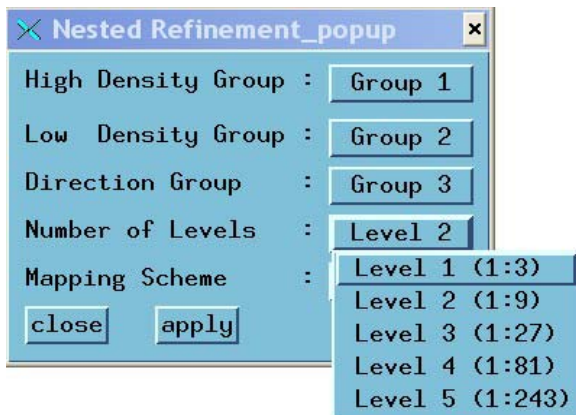 Nested Refinement_popup
High Density Group : Group 1
Low Density Group : Group 2
Direction Group : Group 3
Number of Levels : Level 2
Mapping Scheme :
Level 1 (1:3)
Level 2 (1:9)
Level 3 (1:27)
Level 4 (1:81)
Level 5 (1:243)
close apply